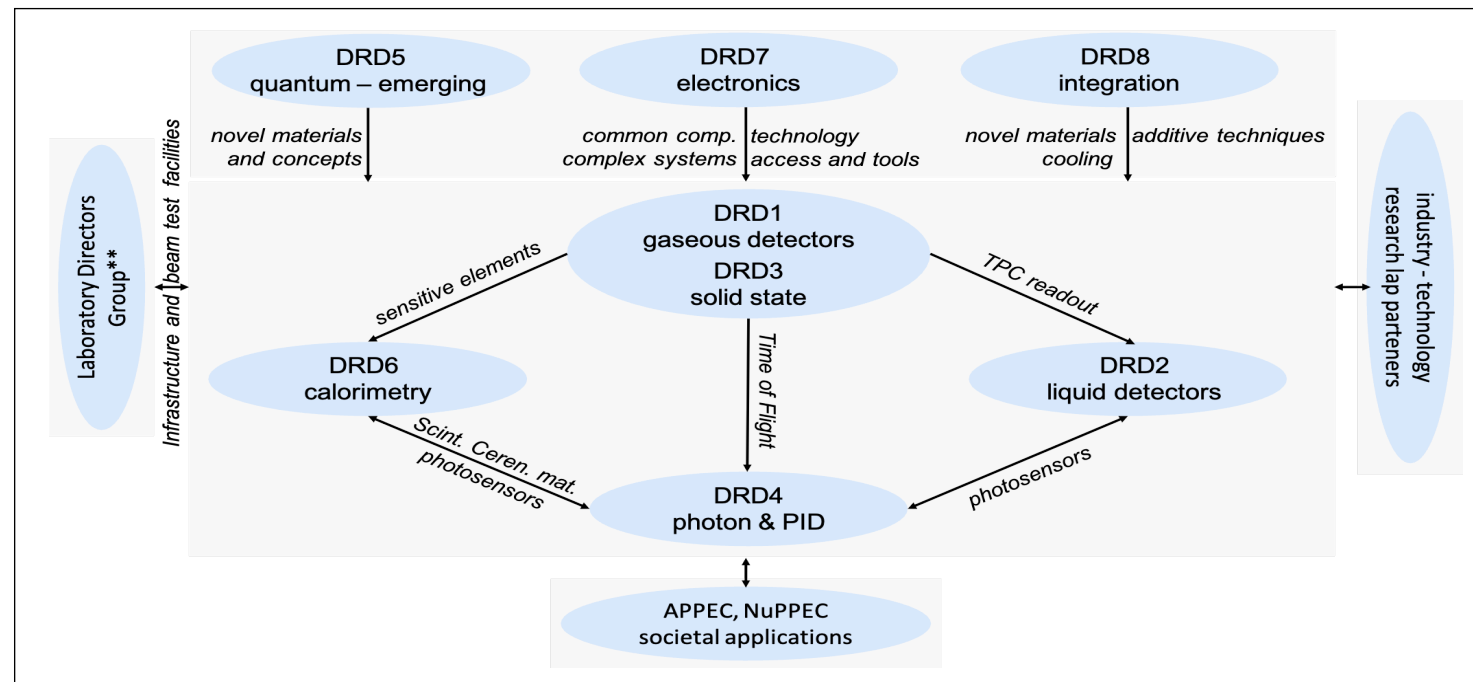 DRD5
quantum – emerging
DRD7
electronics
DRD8
integration
novel materials
and concepts
common comp. technology
complex systems access and tools
novel materials additive techniques
cooling
Laboratory Directors
Group**
Infrastructure and beam test facilities
industry - technology
research lap parteners
DRD1
gaseous detectors
DRD3
solid state
sensitive elements
TPC readout
Time of Flight
DRD6
calorimetry
DRD2
liquid detectors
Scint. Ceren. mat.
photosensors
photosensors
DRD4
photon & PID
APPEC, NuPPEC
societal applications